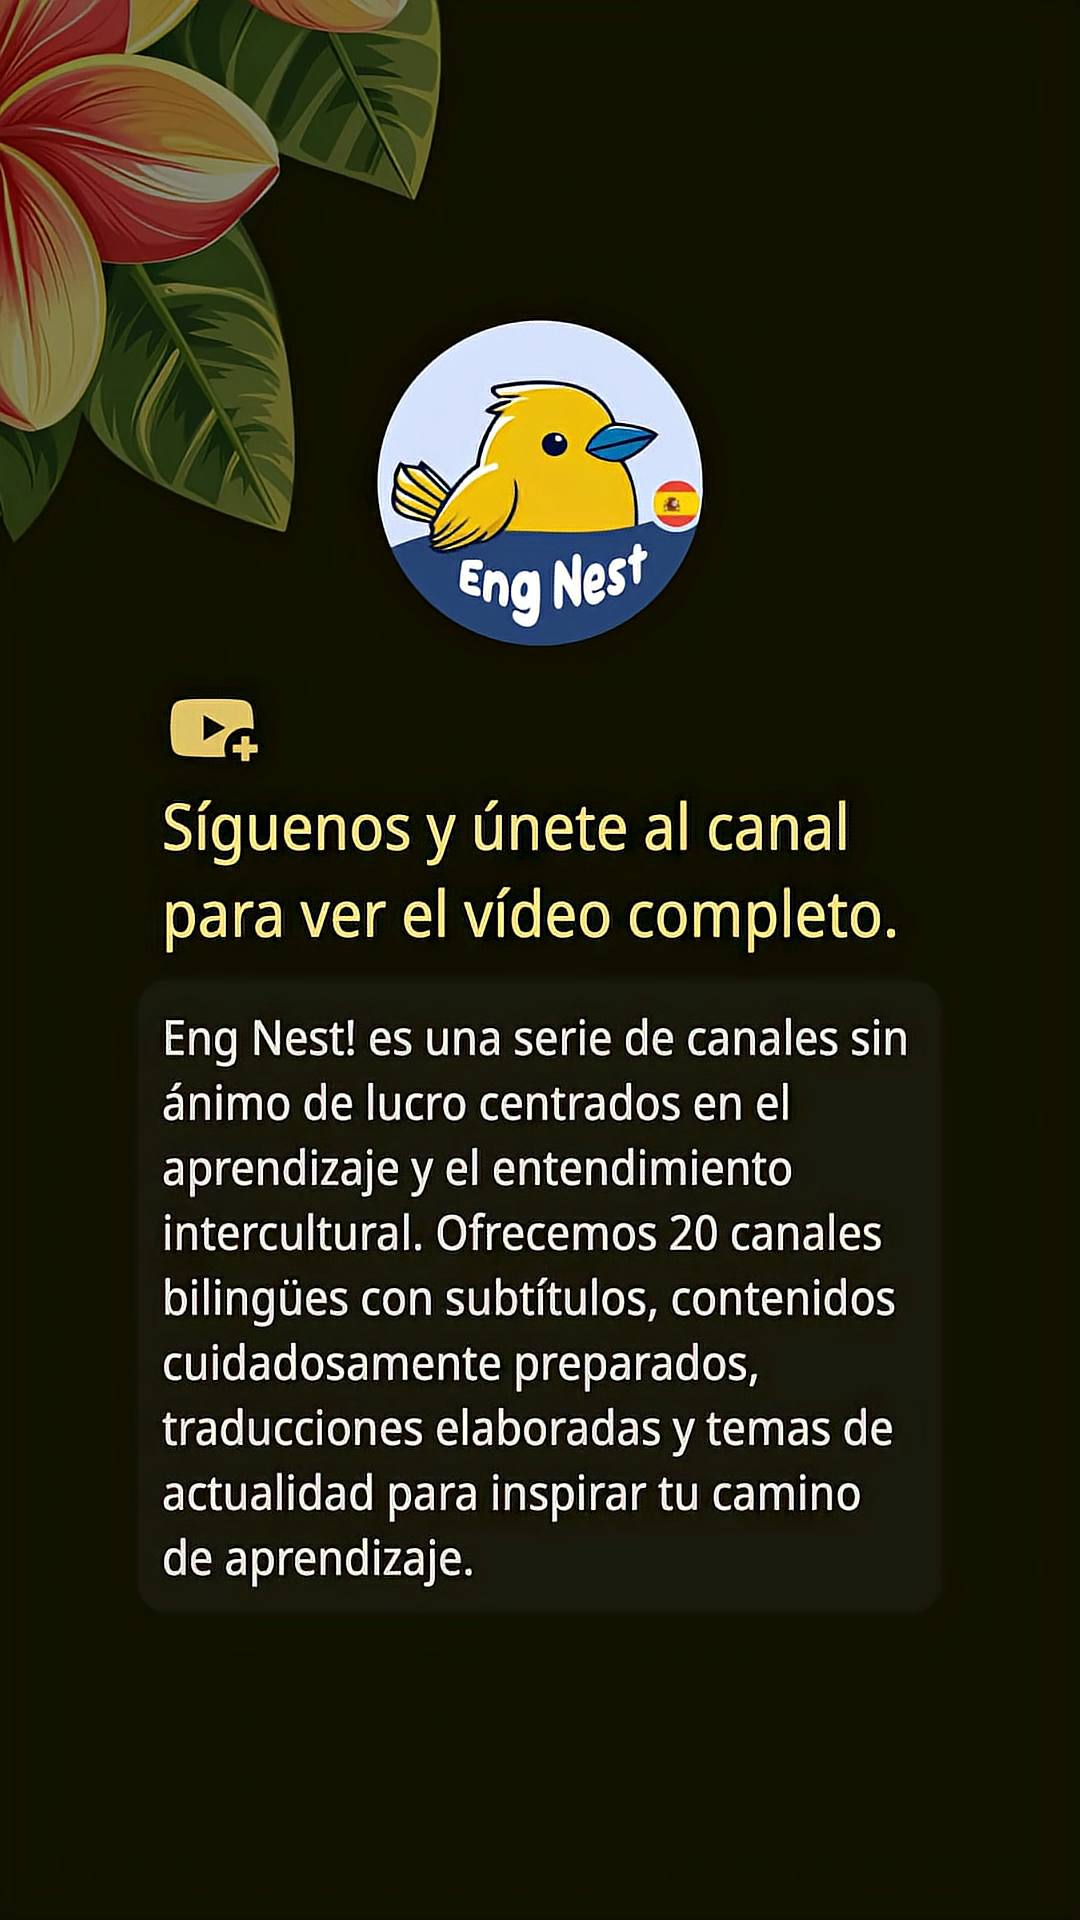 Eng Nest
Síguenos y únete al canal
para ver el vídeo completo.
Eng Nest! es una serie de canales sin
ánimo de lucro centrados en el
aprendizaje y el entendimiento
intercultural. Ofrecemos 20 canales
bilingües con subtítulos, contenidos
cuidadosamente preparados,
traducciones elaboradas y temas de
actualidad para inspirar tu camino
de aprendizaje.